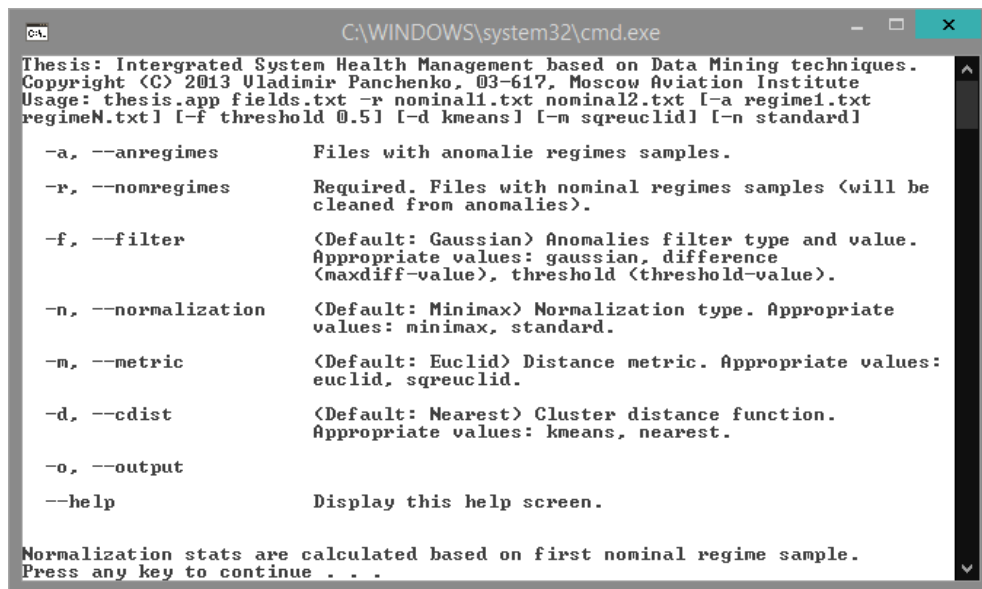 C:\WINDOWS\system32\cmd.exe
Thesis: Intergrated System Health Management based on Data Mining techniques.
Copyright (C) 2013 Vladimir Panchenko, 03-617, Moscow Aviation Institute
Usage: thesis.app fields.txt -r nominal1.txt nominal2.txt [-a regime1.txt
regimeN.txt] [-f threshold 0.5] [-d kmeans] [-m sqreuclid] [-n standard]
-a, --anregimes Files with anomalie regimes samples.
-r, --nomregimes Required. Files with nominal regimes samples (will be
cleaned from anomalies).
-f, --filter (Default: Gaussian) Anomalies filter type and value.
Appropriate values: gaussian, difference
(maxdiff-value), threshold (threshold-value).
-n, --normalization (Default: Minimax) Normalization type. Appropriate
values: minimax, standard.
-m, --metric (Default: Euclid) Distance metric. Appropriate values:
euclid, sqreuclid.
-d, --cdist (Default: Nearest) Cluster distance function.
Appropriate values: kmeans, nearest.
-o, --output
--help Display this help screen.
Normalization stats are calculated based on first nominal regime sample.
Press any key to continue . . .